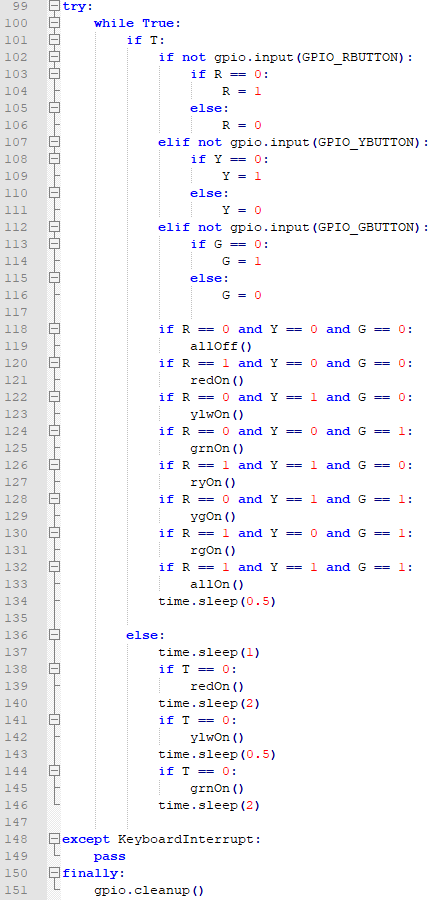 99 try:
100 while True:
101 if T:
102 if not gpio.input(GPIO_RBUTTON):
103 if R == 0:
104 R = 1
105 else:
106 R = 0
107 elif not gpio.input(GPIO_YBUTTON):
108 if Y == 0:
109 Y = 1
110 else:
111 Y = 0
112 elif not gpio.input(GPIO_GBUTTON):
113 if G == 0:
114 G = 1
115 else:
116 G = 0
117
118 if R == 0 and Y == 0 and G == 0:
119 allOff()
120 if R == 1 and Y == 0 and G == 0:
121 redOn()
122 if R == 0 and Y == 1 and G == 0:
123 ylwOn()
124 if R == 0 and Y == 0 and G == 1:
125 grnOn()
126 if R == 1 and Y == 1 and G == 0:
127 ryOn()
128 if R == 0 and Y == 1 and G == 1:
129 ygOn()
130 if R == 1 and Y == 0 and G == 1:
131 rgOn()
132 if R == 1 and Y == 1 and G == 1:
133 allOn()
134 time.sleep(0.5)
135
136 else:
137 time.sleep(1)
138 if T == 0:
139 redOn()
140 time.sleep(2)
141 if T == 0:
142 ylwOn()
143 time.sleep(0.5)
144 if T == 0:
145 grnOn()
146 time.sleep(2)
147
148 except KeyboardInterrupt:
149 pass
150 finally:
151 gpio.cleanup()